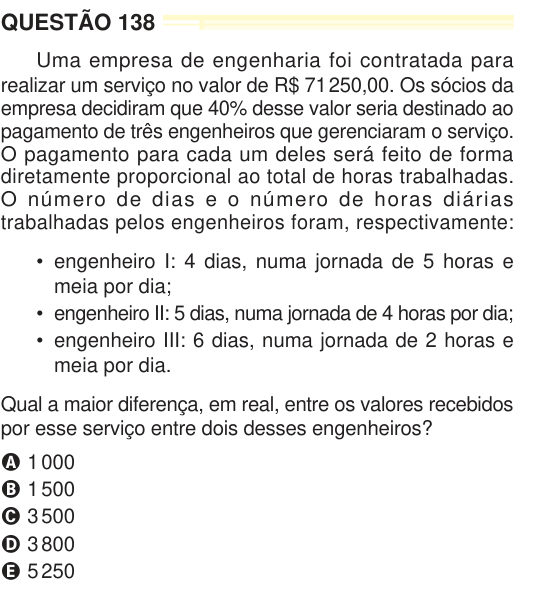 QUESTÃO 138
Uma empresa de engenharia foi contratada para
realizar um serviço no valor de R$ 71 250,00. Os sócios da
empresa decidiram que 40% desse valor seria destinado ao
pagamento de três engenheiros que gerenciaram o serviço.
O pagamento para cada um deles será feito de forma
diretamente proporcional ao total de horas trabalhadas.
O número de dias e o número de horas diárias
trabalhadas pelos engenheiros foram, respectivamente:
• engenheiro I: 4 dias, numa jornada de 5 horas e
meia por dia;
• engenheiro II: 5 dias, numa jornada de 4 horas por dia;
• engenheiro III: 6 dias, numa jornada de 2 horas e
meia por dia.
Qual a maior diferença, em real, entre os valores recebidos
por esse serviço entre dois desses engenheiros?
A 1 000
B 1 500
C 3 500
D 3 800
E 5 250